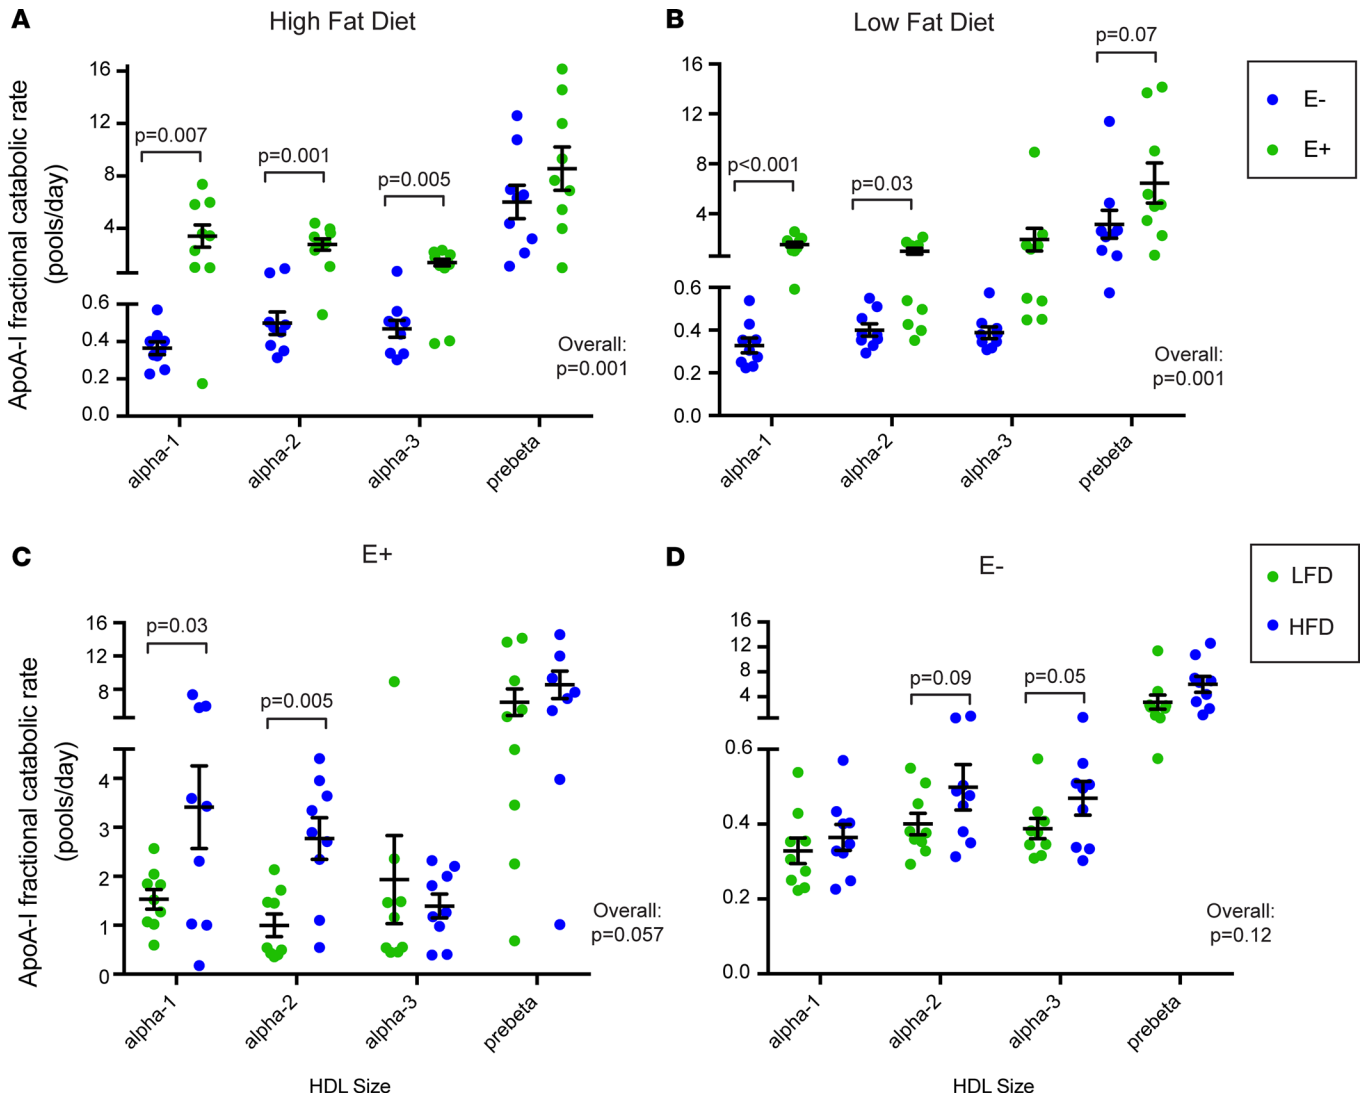 A
High Fat Diet
ApoA-I fractional catabolic rate
(pools/day)
16
12
8
4
0.6
0.4
0.2
0.0
p=0.007
p=0.001
p=0.005
Overall:
p=0.001
alpha-1
alpha-2
alpha-3
prebeta
B
Low Fat Diet
16
12
8
4
0.6
0.4
0.2
0.0
p<0.001
p=0.03
p=0.07
Overall:
p=0.001
alpha-1
alpha-2
alpha-3
prebeta
E-
E+
C
E+
ApoA-I fractional catabolic rate
(pools/day)
16
12
8
4
3
2
1
0
p=0.03
p=0.005
Overall:
p=0.057
alpha-1
alpha-2
alpha-3
prebeta
HDL Size
D
E-
16
12
8
4
0.6
0.4
0.2
0.0
p=0.09
p=0.05
Overall:
p=0.12
alpha-1
alpha-2
alpha-3
prebeta
HDL Size
LFD
HFD